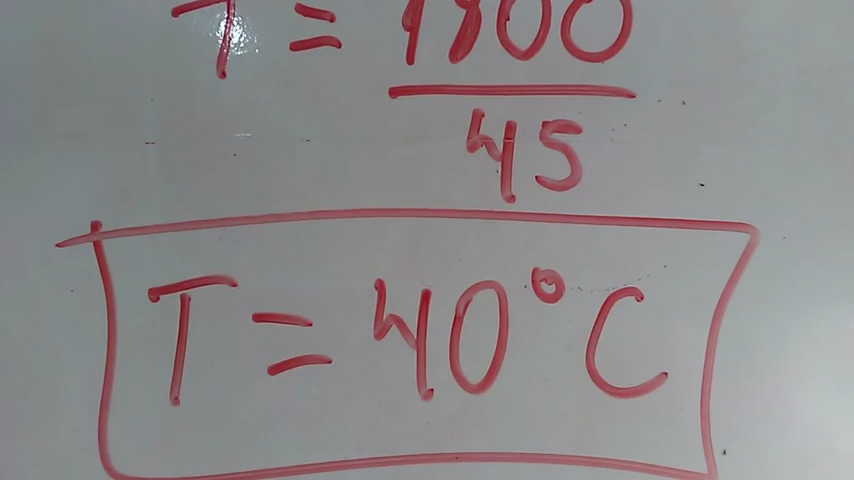 T = 1800
45
T = 40°C